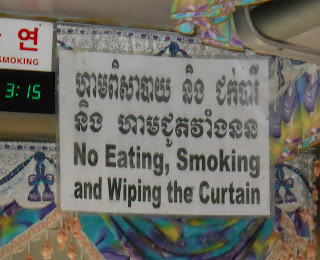 연
SMOKING
3:15
ហាមពិសាបាយ និង ជក់បារី
និង ហាមជូតវាំងនន
No Eating, Smoking
and Wiping the Curtain